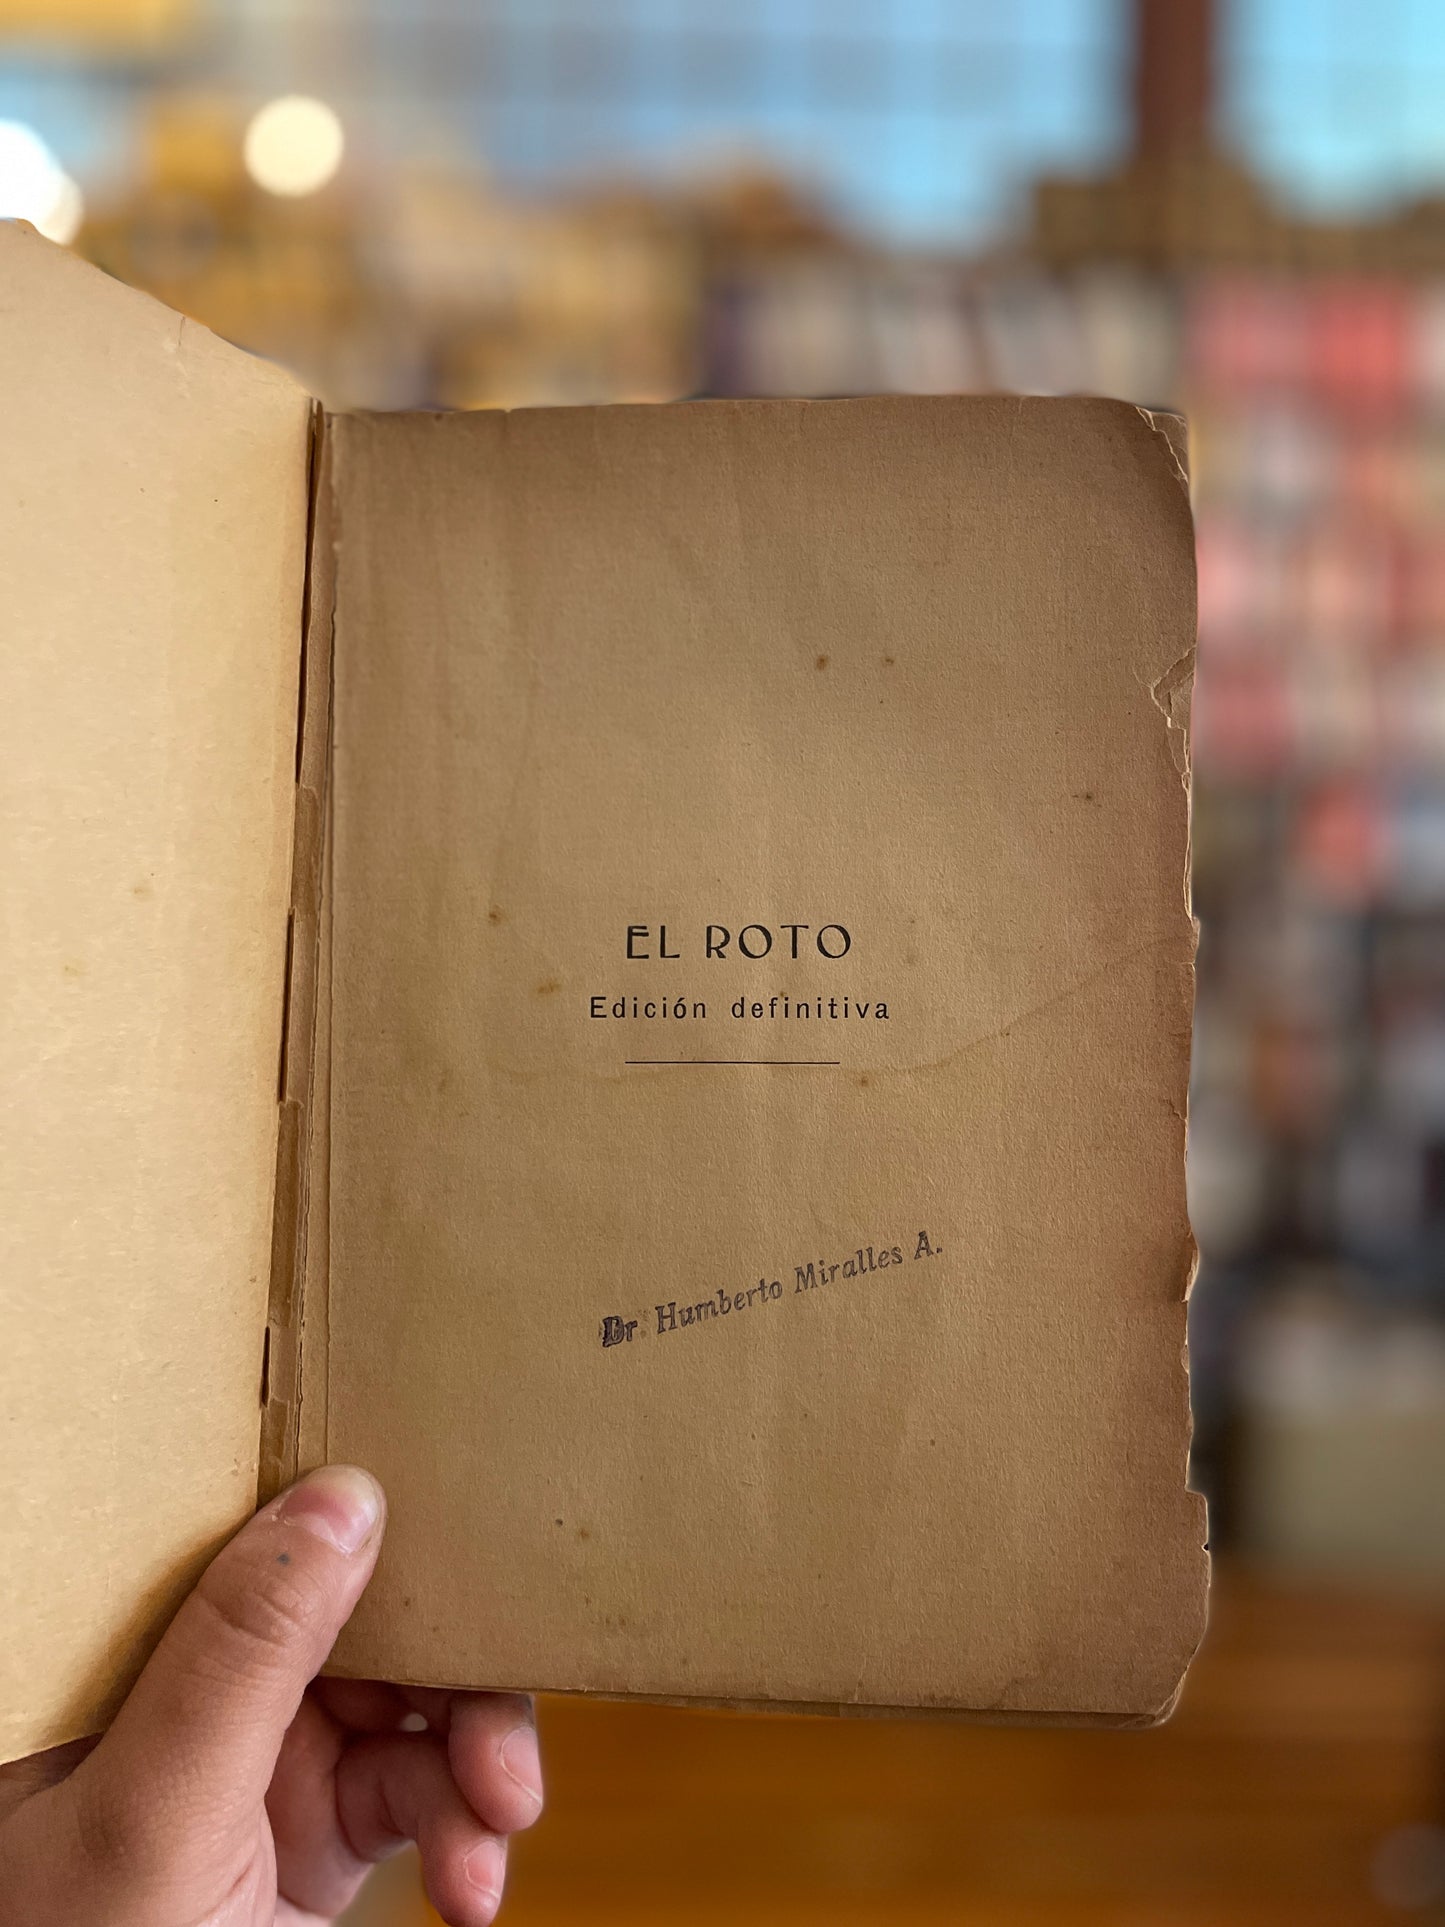 EL ROTO
Edición definitiva
Dr. Humberto Miralles A.